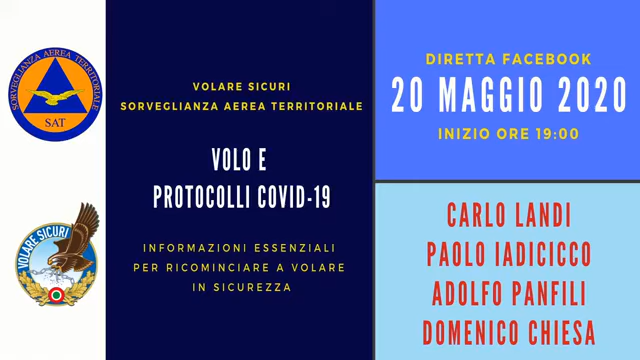 SORVEGLIANZA AEREA TERRITORIALE
SAT
VOLARE SICURI
VOLARE SICURI
SORVEGLIANZA AEREA TERRITORIALE
VOLO E
PROTOCOLLI COVID-19
INFORMAZIONI ESSENZIALI
PER RICOMINCIARE A VOLARE
IN SICUREZZA
DIRETTA FACEBOOK
20 MAGGIO 2020
INIZIO ORE 19:00
CARLO LANDI
PAOLO IADICICCO
ADOLFO PANFILI
DOMENICO CHIESA